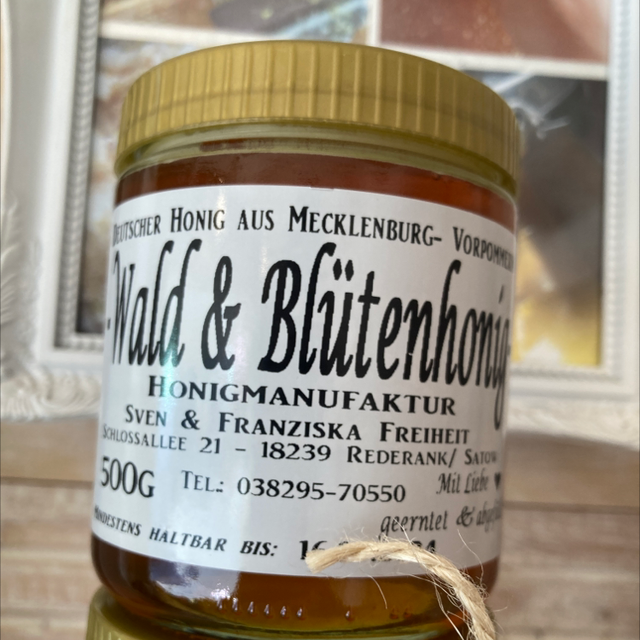 Deutscher Honig aus Mecklenburg- Vorpommern
-Wald & Blütenhonig-
Honigmanufaktur
Sven & Franziska Freiheit
Schlossallee 21 - 18239 Rederank/ Satow
500G Tel.: 038295-70550 Mit Liebe ♥
geerntet &
Mindestens haltbar bis: